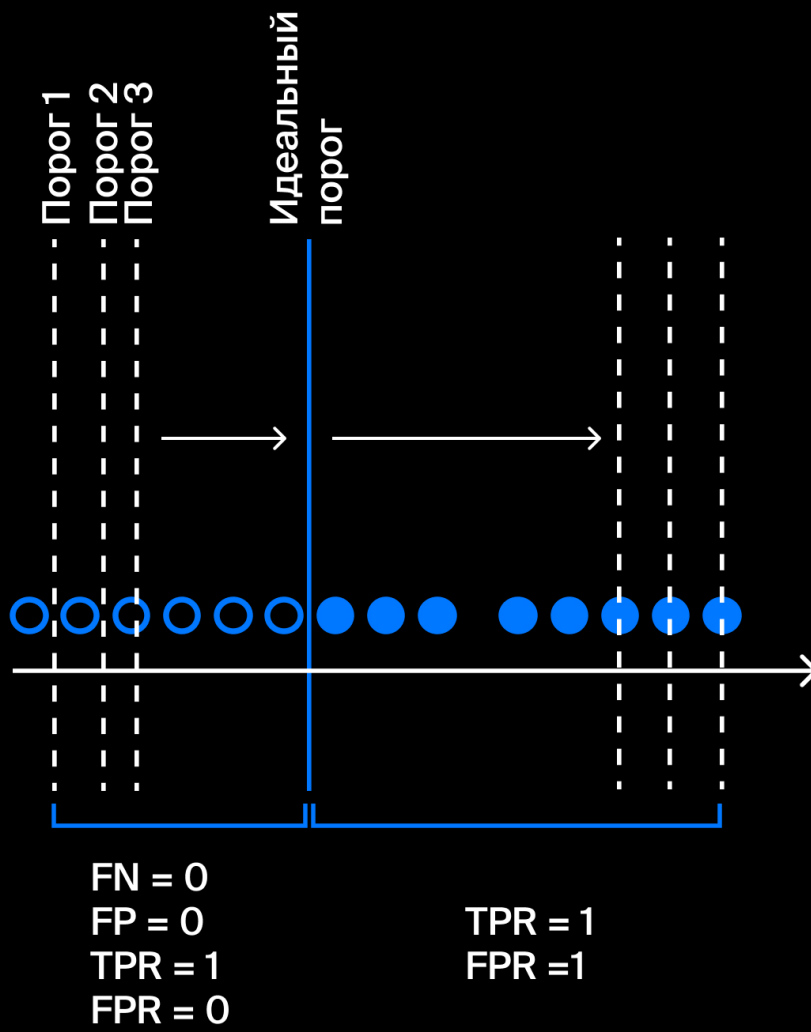 Порог 1
Порог 2
Порог 3
Идеальный
порог
FN = 0
FP = 0
TPR = 1
FPR = 0
TPR = 1
FPR =1